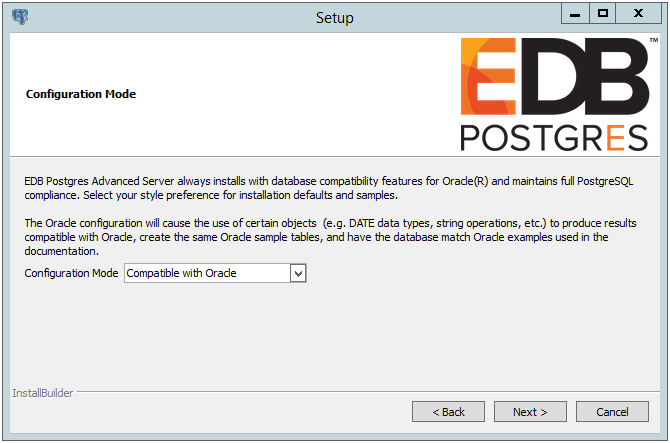 Setup
EDB™
POSTGRES
Configuration Mode
EDB Postgres Advanced Server always installs with database compatibility features for Oracle(R) and maintains full PostgreSQL
compliance. Select your style preference for installation defaults and samples.
The Oracle configuration will cause the use of certain objects  (e.g. DATE data types, string operations, etc.) to produce results
compatible with Oracle, create the same Oracle sample tables, and have the database match Oracle examples used in the
documentation.
Configuration Mode Compatible with Oracle
InstallBuilder
< Back Next > Cancel